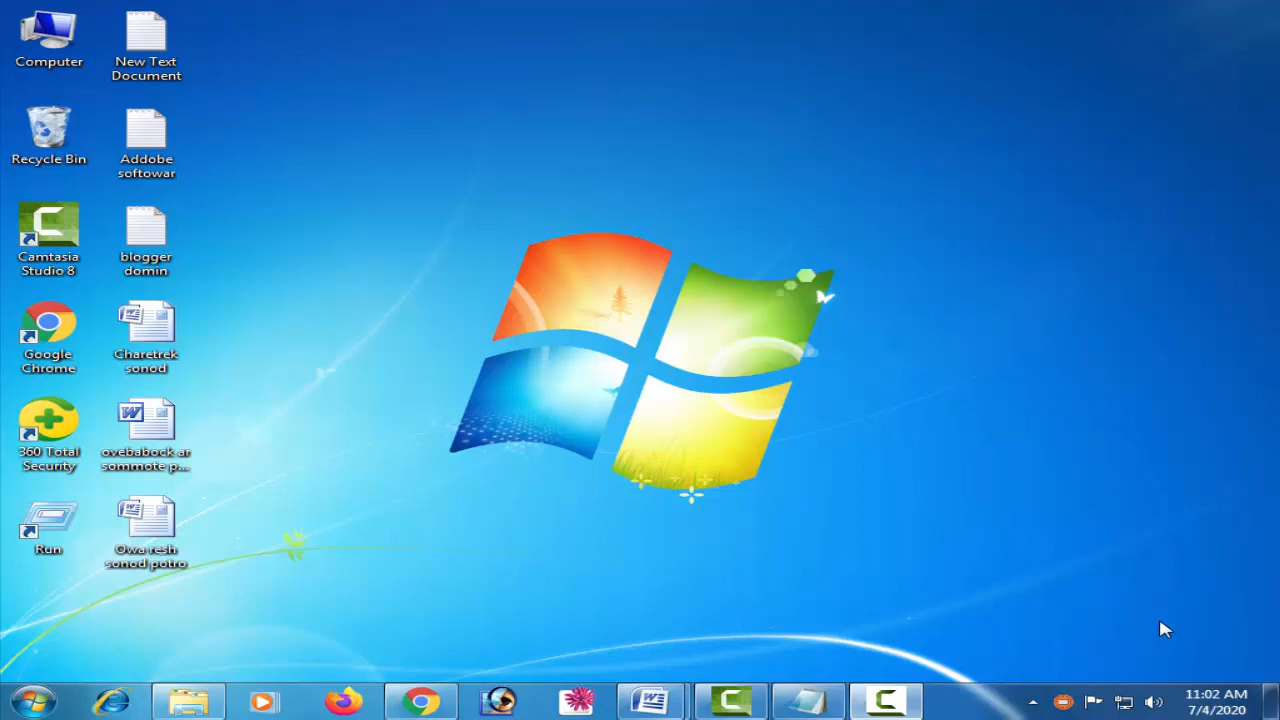 Computer
New Text
Document
Recycle Bin
Addobe
softowar
Camtasia
Studio 8
blogger
domin
Google
Chrome
Charetrek
sonod
360 Total
Security
ovebabock ar
sommote p...
Run
Owa resh
sonod potro
11:02 AM
7/4/2020